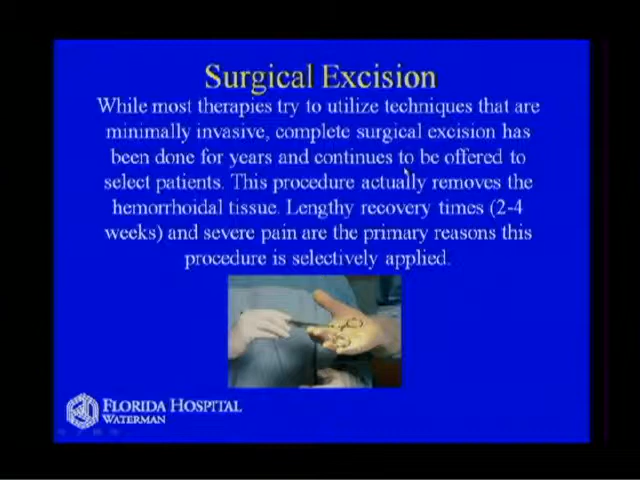 Surgical Excision
While most therapies try to utilize techniques that are
minimally invasive, complete surgical excision has
been done for years and continues to be offered to
select patients. This procedure actually removes the
hemorrhoidal tissue. Lengthy recovery times (2-4
weeks) and severe pain are the primary reasons this
procedure is selectively applied.
FLORIDA HOSPITAL
WATERMAN